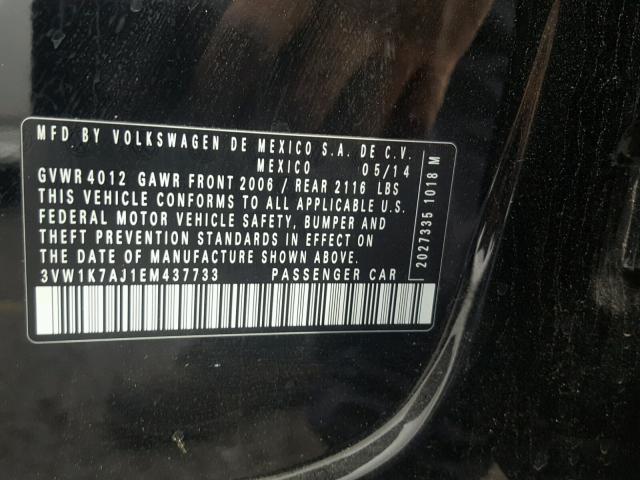 MFD BY VOLKSWAGEN DE MEXICO S.A. DE C.V.
MEXICO 05/14
GVWR 4012 GAWR FRONT 2006 / REAR 2116 LBS
THIS VEHICLE CONFORMS TO ALL APPLICABLE U.S.
FEDERAL MOTOR VEHICLE SAFETY, BUMPER AND
THEFT PREVENTION STANDARDS IN EFFECT ON
THE DATE OF MANUFACTURE SHOWN ABOVE.
3VW1K7AJ1EM437733 PASSENGER CAR
2027335 1018 M